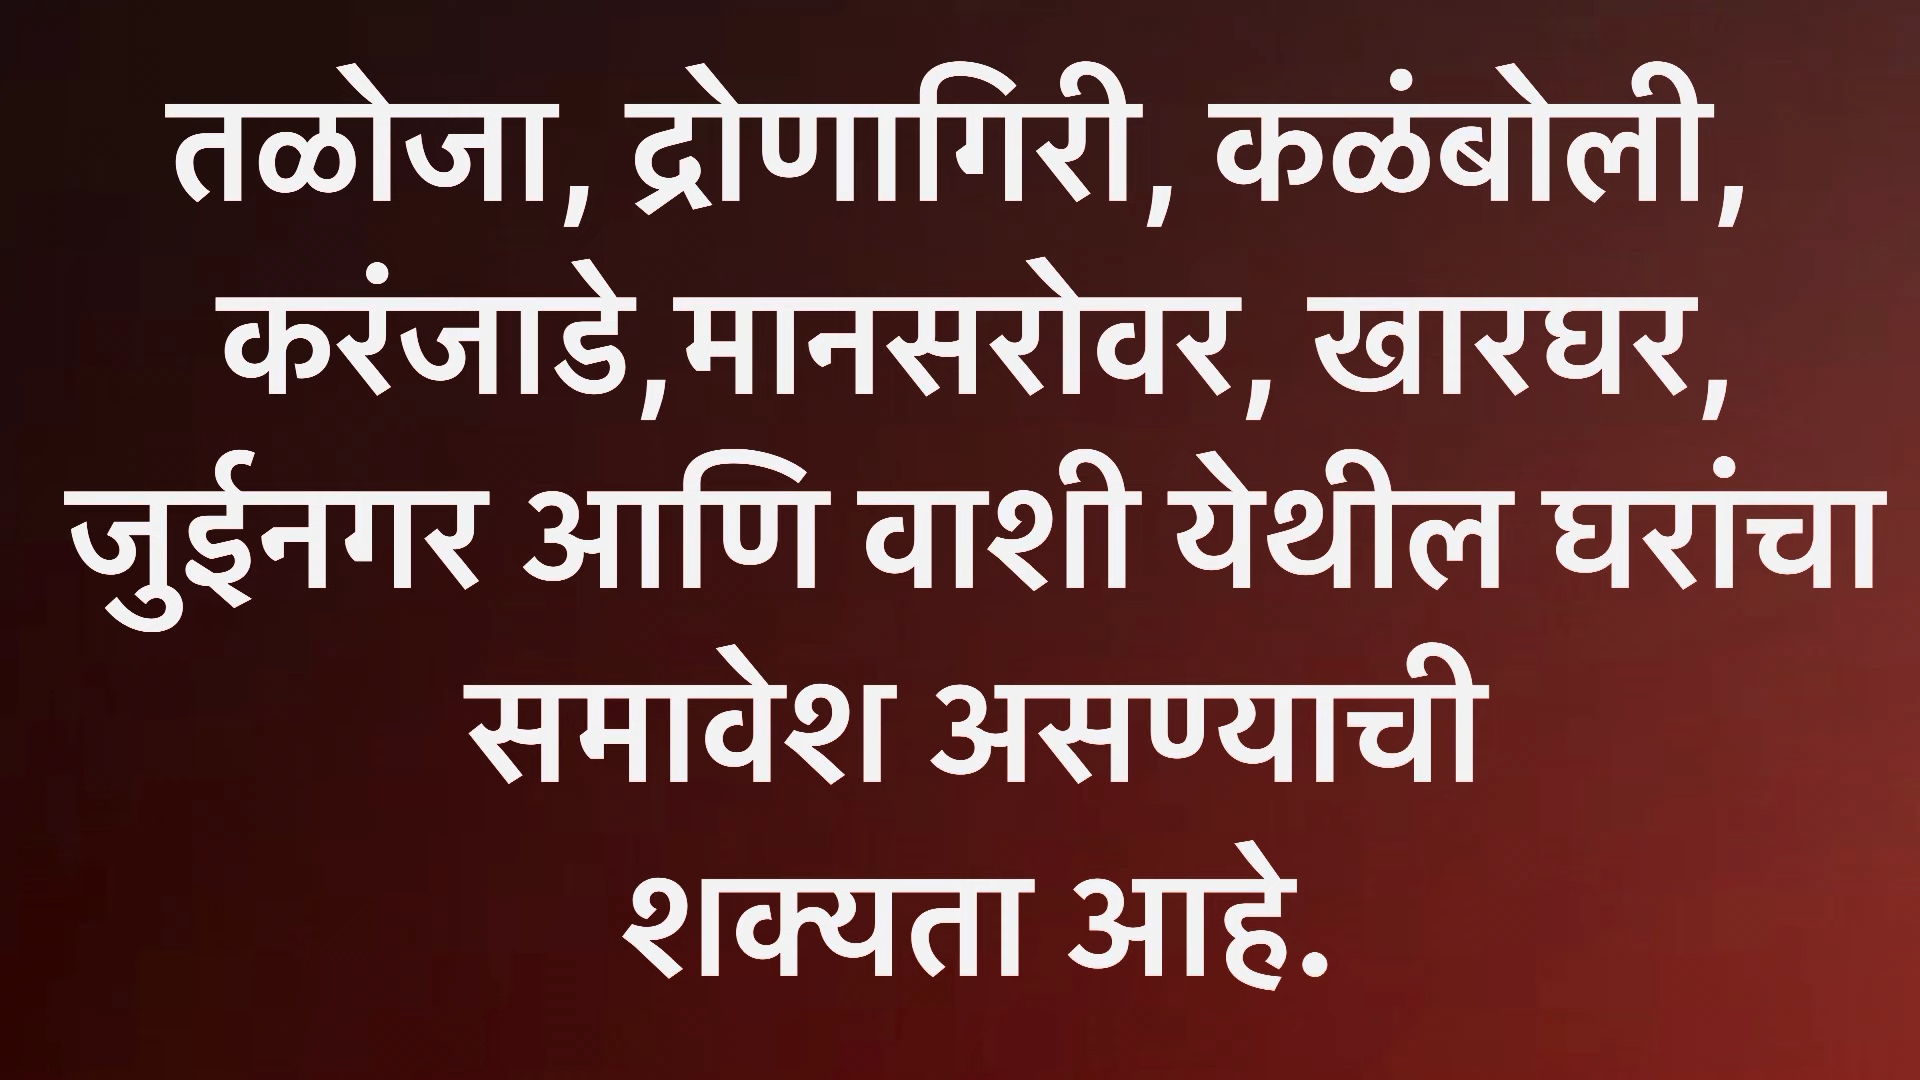 तळोजा, द्रोणागिरी, कळंबोली,
करंजाडे,मानसरोवर, खारघर,
जुईनगर आणि वाशी येथील घरांचा
समावेश असण्याची
शक्यता आहे.